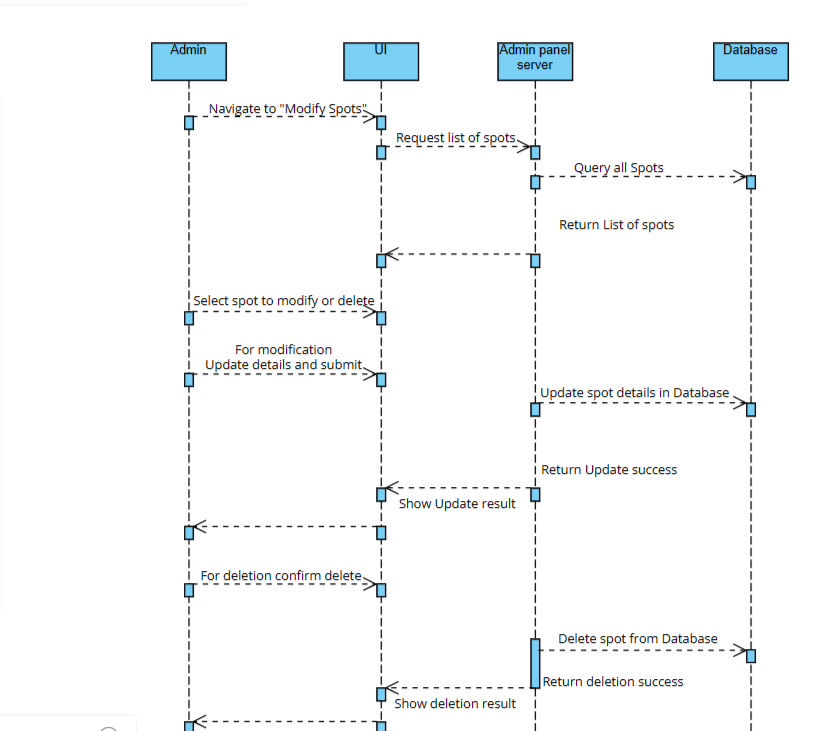 Admin
UI
Admin panel
server
Database
Navigate to "Modify Spots"
Request list of spots
Query all Spots
Return List of spots
Select spot to modify or delete
For modification
Update details and submit
Update spot details in Database
Return Update success
Show Update result
For deletion confirm delete
Delete spot from Database
Return deletion success
Show deletion result